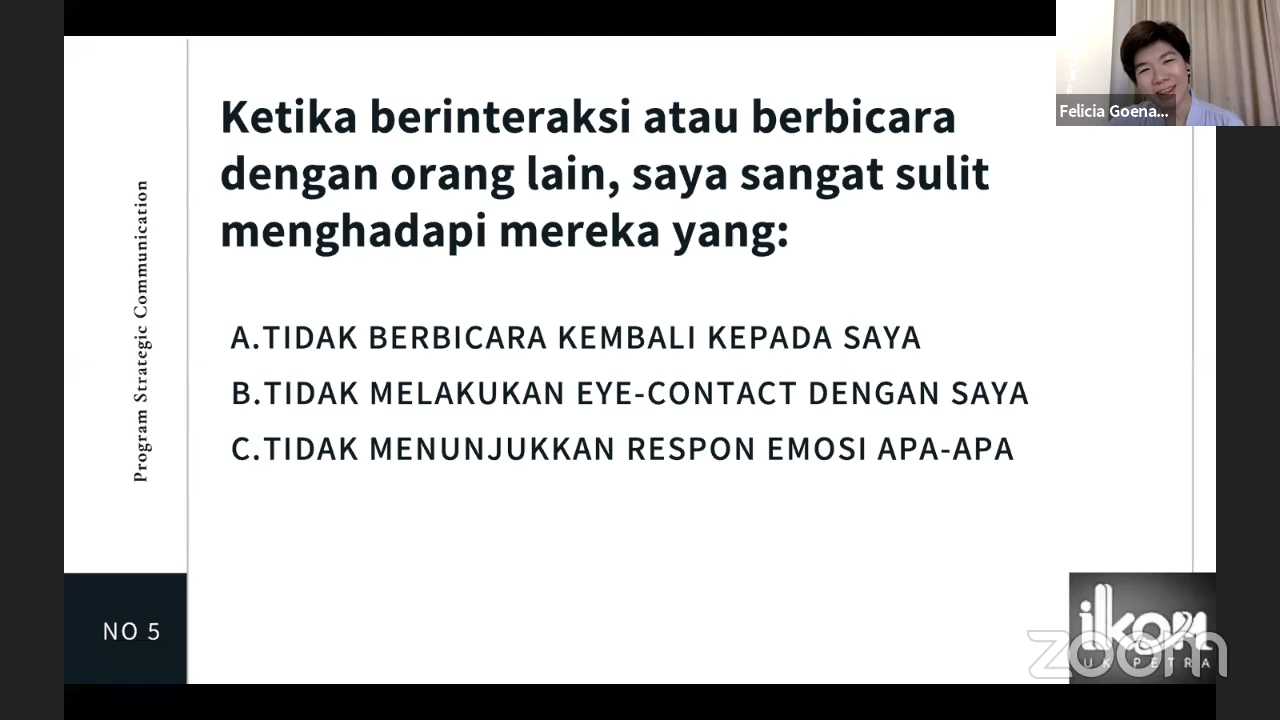 Felicia Goena...
Ketika berinteraksi atau berbicara
dengan orang lain, saya sangat sulit
menghadapi mereka yang:
A.TIDAK BERBICARA KEMBALI KEPADA SAYA
B.TIDAK MELAKUKAN EYE-CONTACT DENGAN SAYA
C.TIDAK MENUNJUKKAN RESPON EMOSI APA-APA
Program Strategic Communication
NO 5
ikom
UK PETRA
zoom